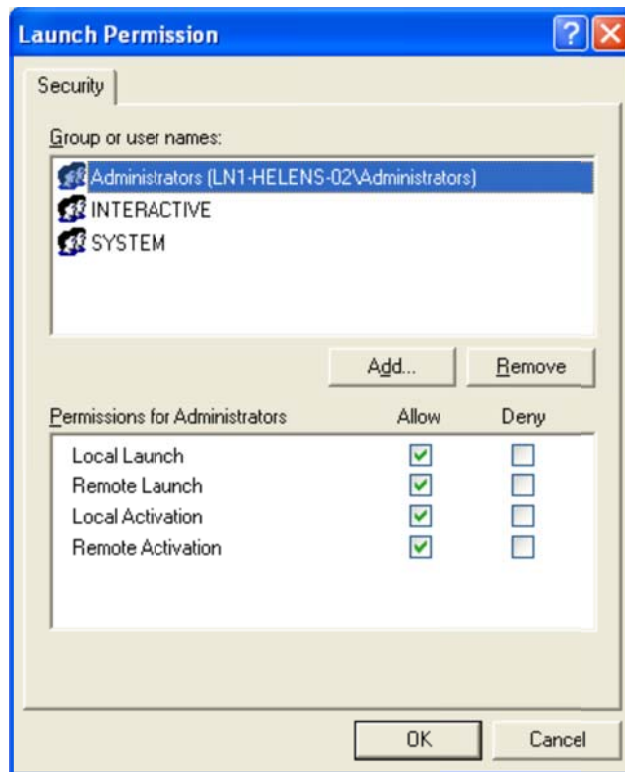 Launch Permission
Security
Group or user names:
Administrators (LN1-HELENS-02\Administrators)
INTERACTIVE
SYSTEM
Add...
Remove
Permissions for Administrators Allow Deny
Local Launch
Remote Launch
Local Activation
Remote Activation
OK
Cancel